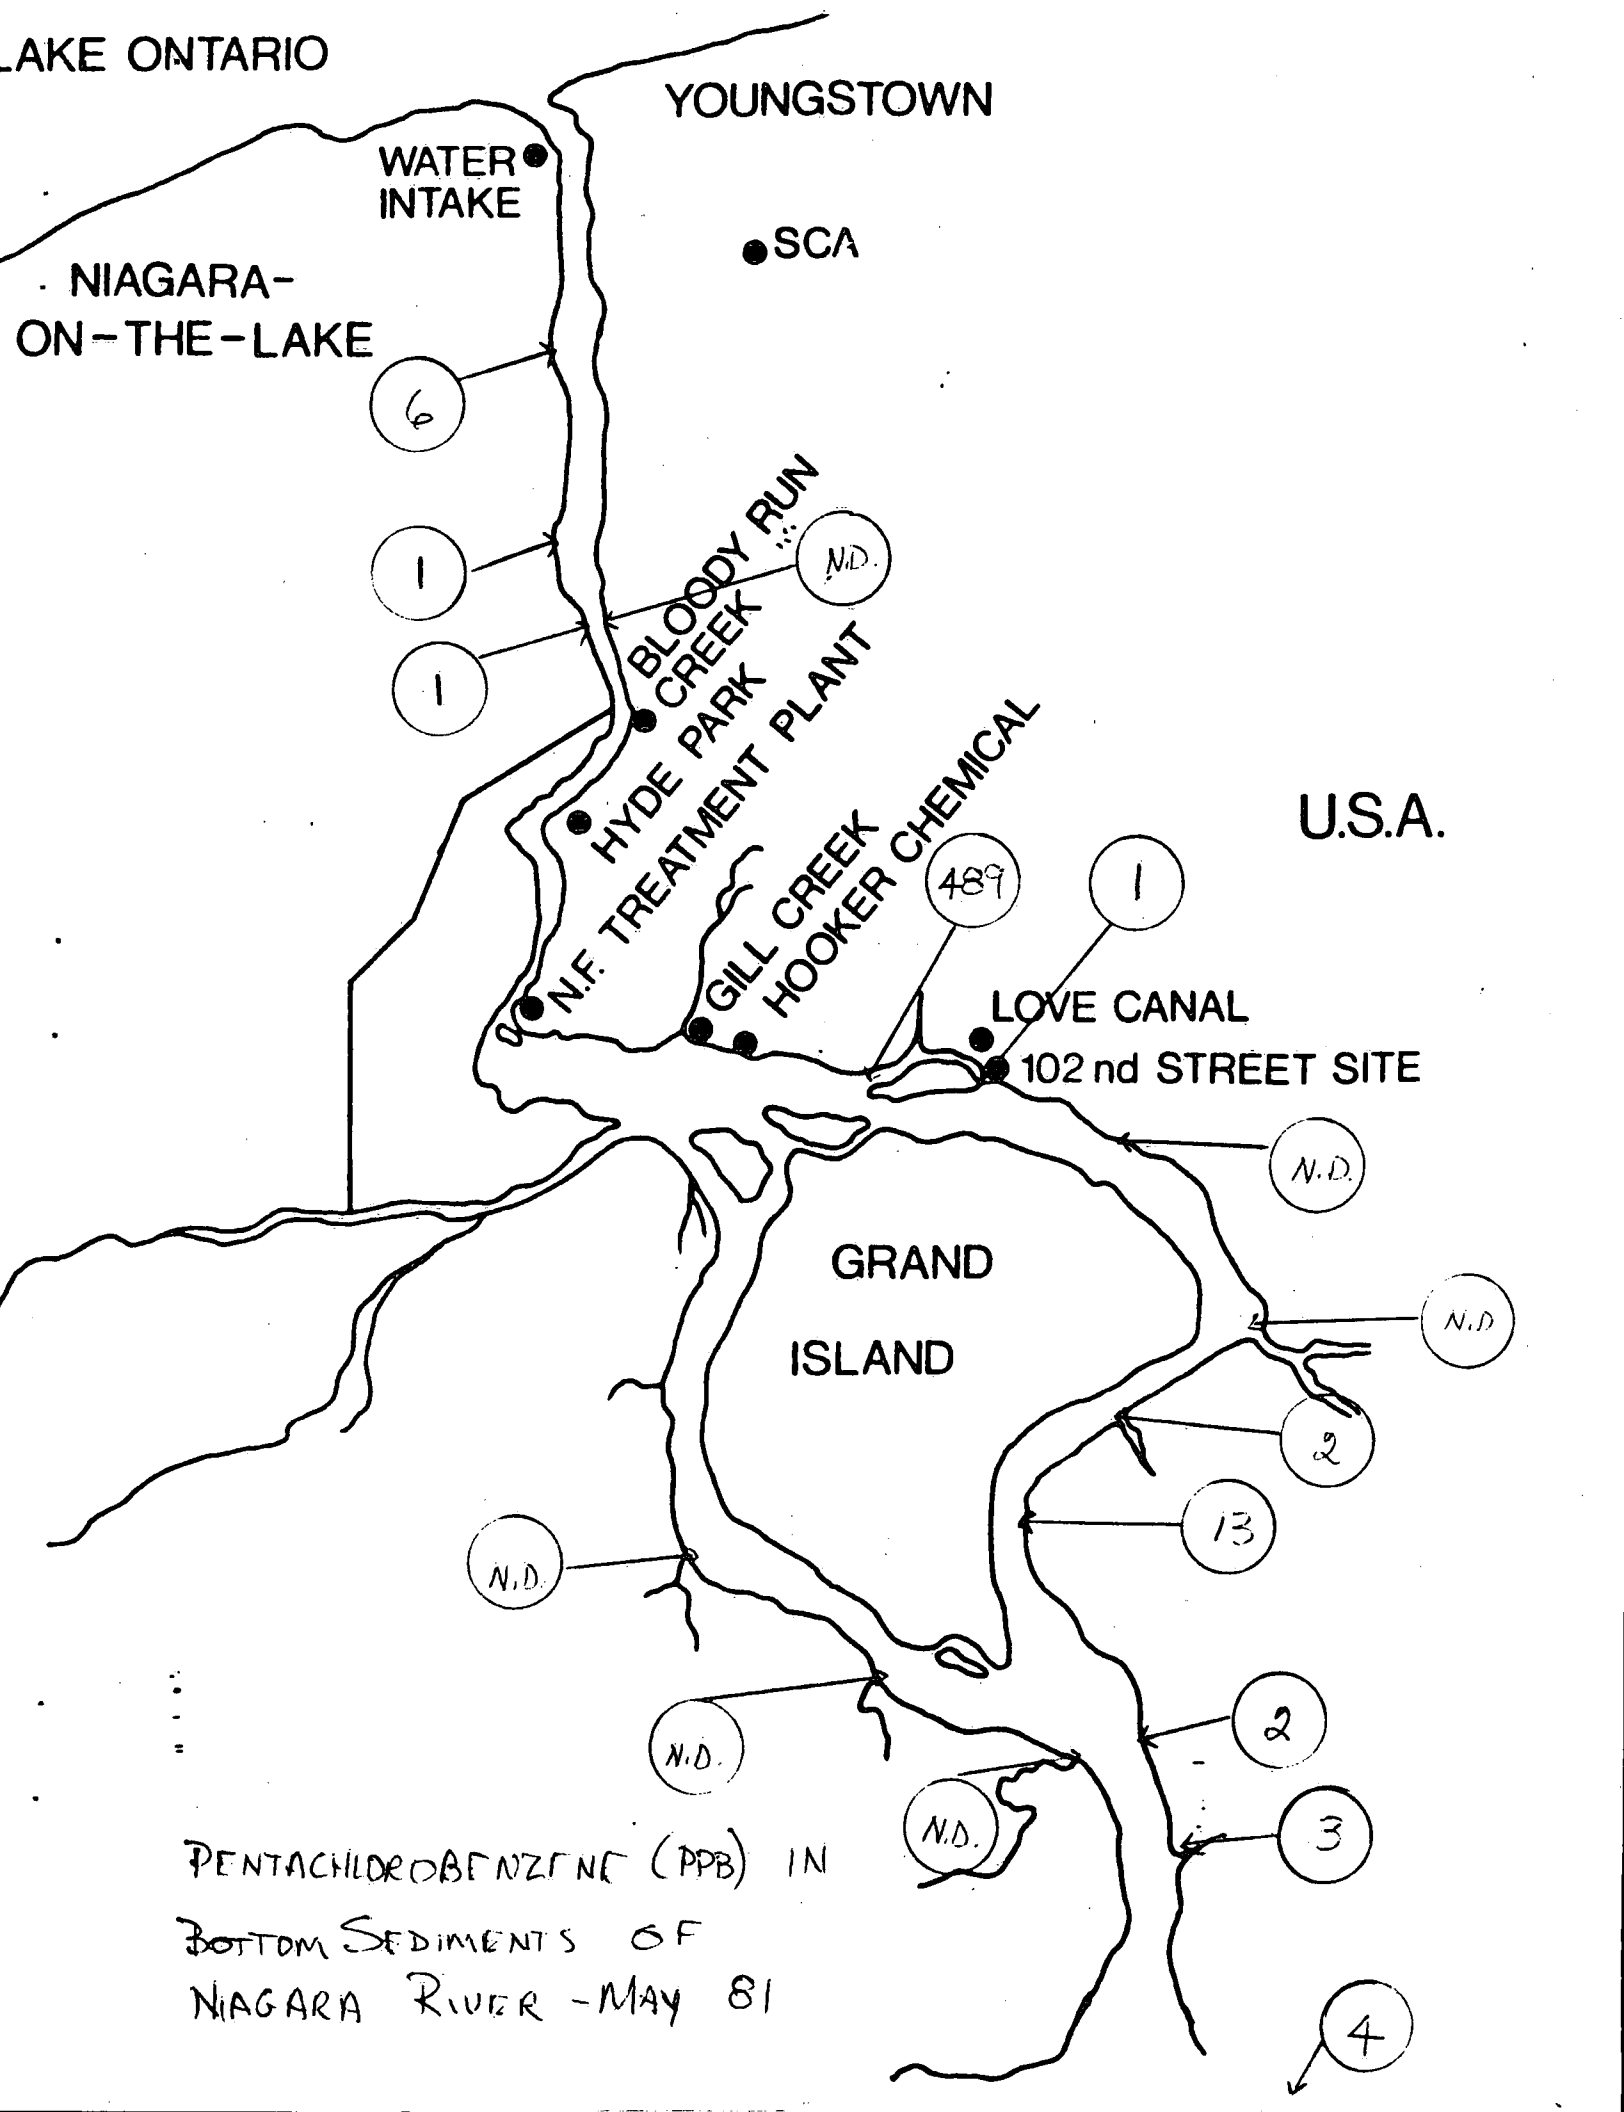 LAKE ONTARIO
YOUNGSTOWN
WATER
INTAKE
SCA
NIAGARA-
ON-THE-LAKE
6
1
N.D.
1
BLOODY RUN
CREEK
HYDE PARK
N.F. TREATMENT PLANT
GILL CREEK
HOOKER CHEMICAL
U.S.A.
489
1
LOVE CANAL
102nd STREET SITE
N.D.
GRAND
ISLAND
N.D
2
13
N.D.
N.D.
2
N.D.
3
PENTACHLOROBENZENE (PPB) IN
BOTTOM SEDIMENTS OF
NIAGARA RIVER - MAY 81
4